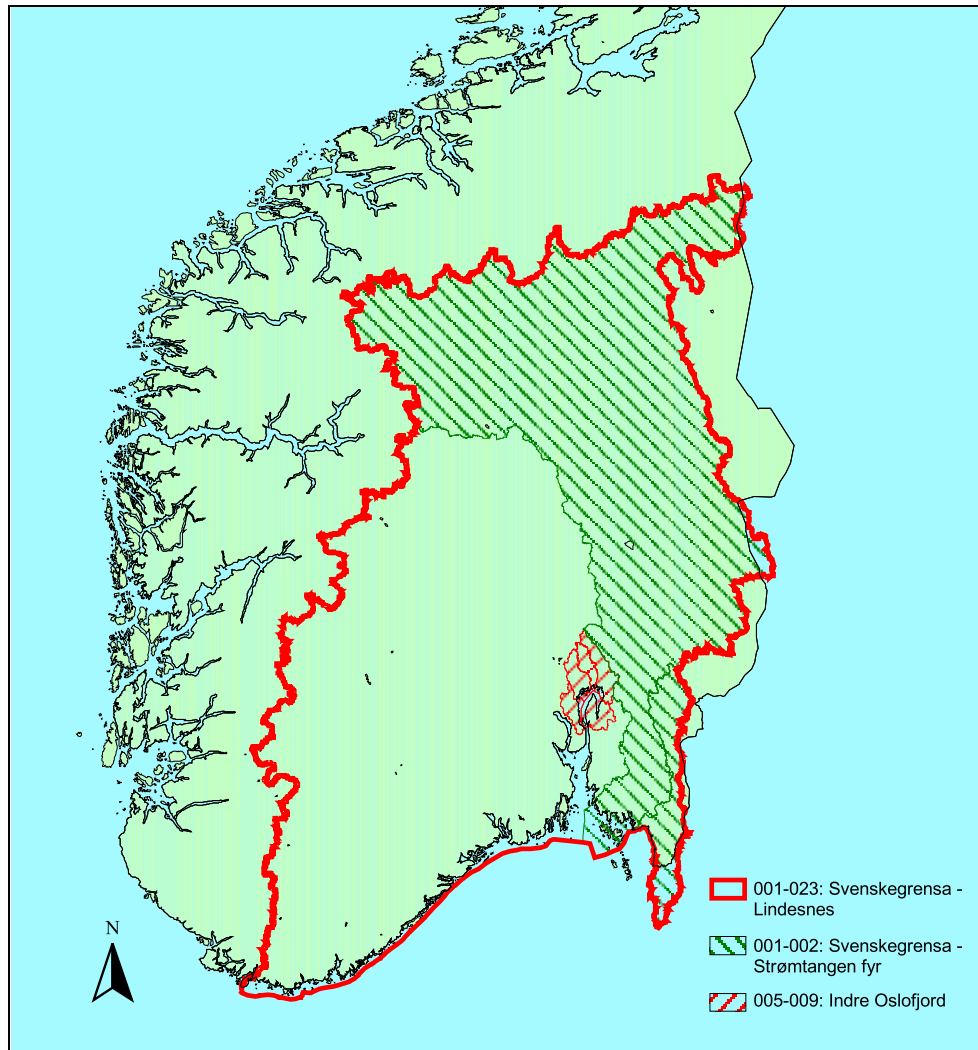 001-023: Svenskegrensa -
Lindesnes
N
001-002: Svenskegrensa -
Strømtangen fyr
005-009: Indre Oslofjord